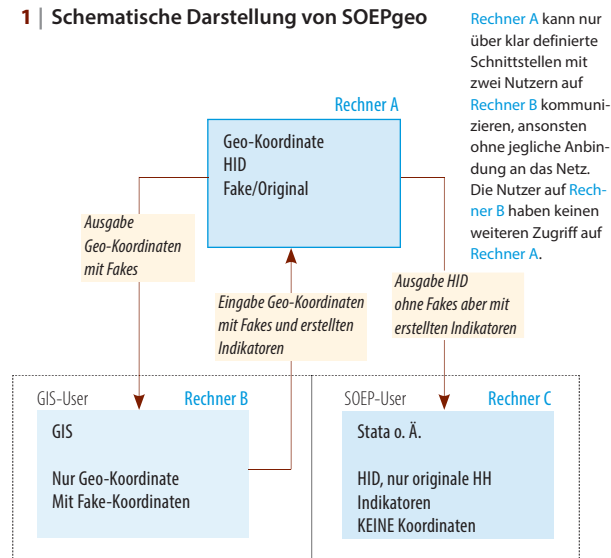 1 | Schematische Darstellung von SOEPgeo
Rechner A kann nur
über klar definierte
Schnittstellen mit
zwei Nutzern auf
Rechner B kommuni-
zieren, ansonsten
ohne jegliche Anbin-
dung an das Netz.
Die Nutzer auf Rech-
ner B haben keinen
weiteren Zugriff auf
Rechner A.
Rechner A
Geo-Koordinate
HID
Fake/Original
Ausgabe
Geo-Koordinaten
mit Fakes
Eingabe Geo-Koordinaten
mit Fakes und erstellten
Indikatoren
Ausgabe HID
ohne Fakes aber mit
erstellten Indikatoren
GIS-User Rechner B
GIS
Nur Geo-Koordinate
Mit Fake-Koordinaten
SOEP-User Rechner C
Stata o. Ä.
HID, nur originale HH
Indikatoren
KEINE Koordinaten